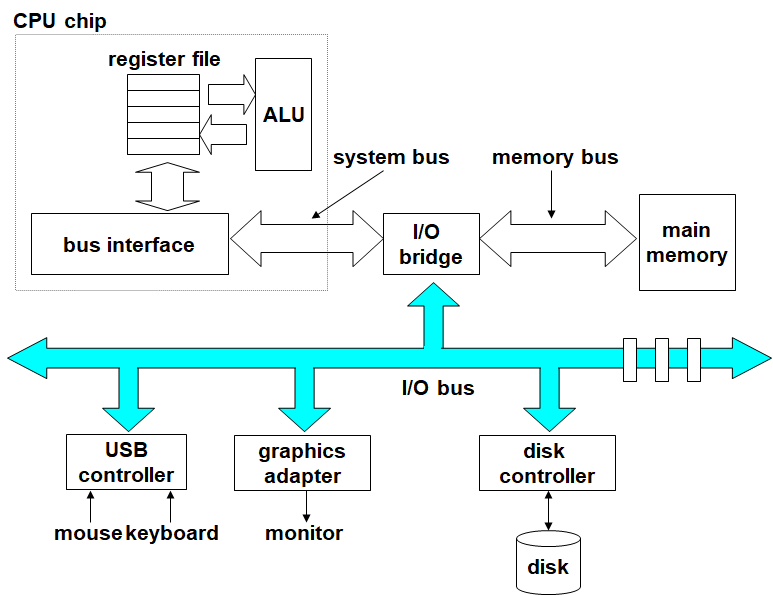 CPU chip
register file
ALU
system bus
memory bus
bus interface
I/O
bridge
main
memory
I/O bus
USB
controller
graphics
adapter
disk
controller
mouse
keyboard
monitor
disk